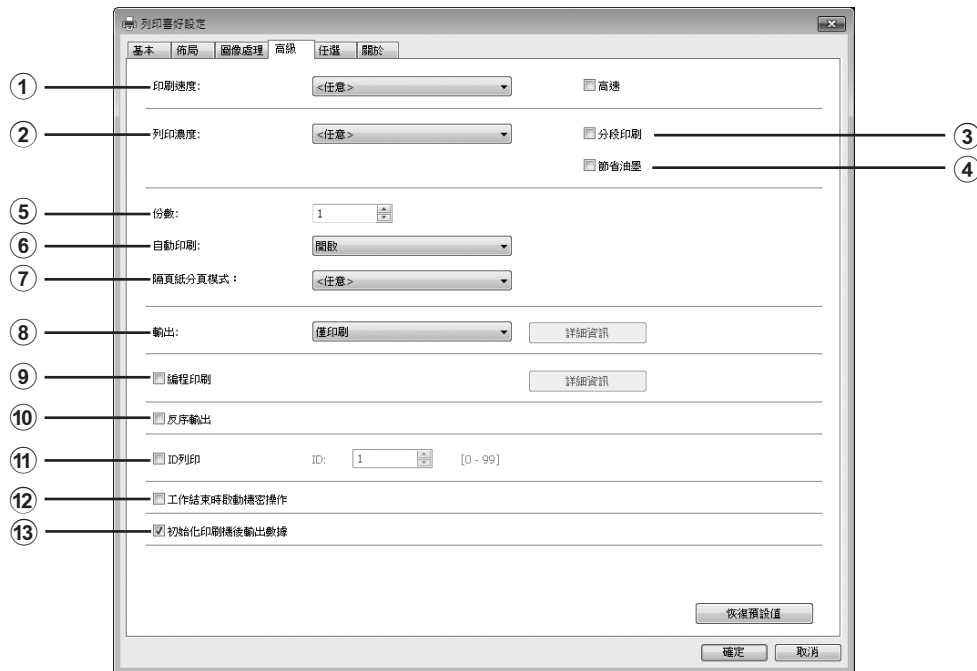 列印喜好設定
基本 佈局 圖像處理 高級 任選 關於
① 印刷速度: <任意> 高速
② 列印濃度: <任意> 分段印刷 ③
節省油墨 ④
⑤ 份數: 1
⑥ 自動印刷: 開啟
⑦ 隔頁紙分頁模式： <任意>
⑧ 輸出: 僅印刷 詳細資訊
⑨ 編程印刷 詳細資訊
⑩ 反序輸出
⑪ ID列印 ID: 1 [0 - 99]
⑫ 工作結束時啟動機密操作
⑬ 初始化印刷機後輸出數據
恢復預設值
確定 取消